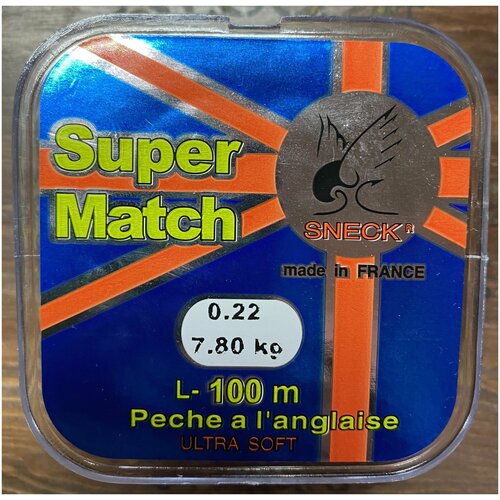 Super
Match
SNECK R
made in FRANCE
0.22
7.80 kg
L- 100 m
Peche a l'anglaise
ULTRA SOFT